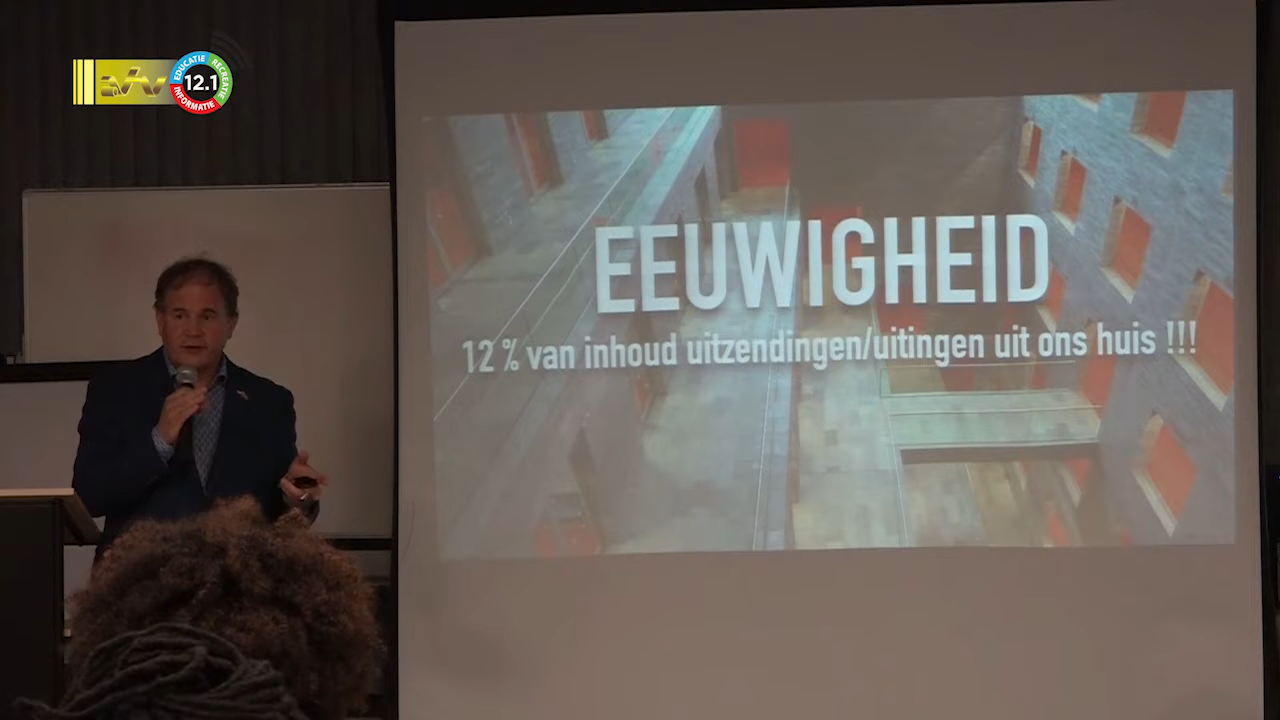 EDUCATIE
RECREATIE
12.1
INFORMATIE
EEUWIGHEID
12 % van inhoud uitzendingen/uitingen uit ons huis !!!